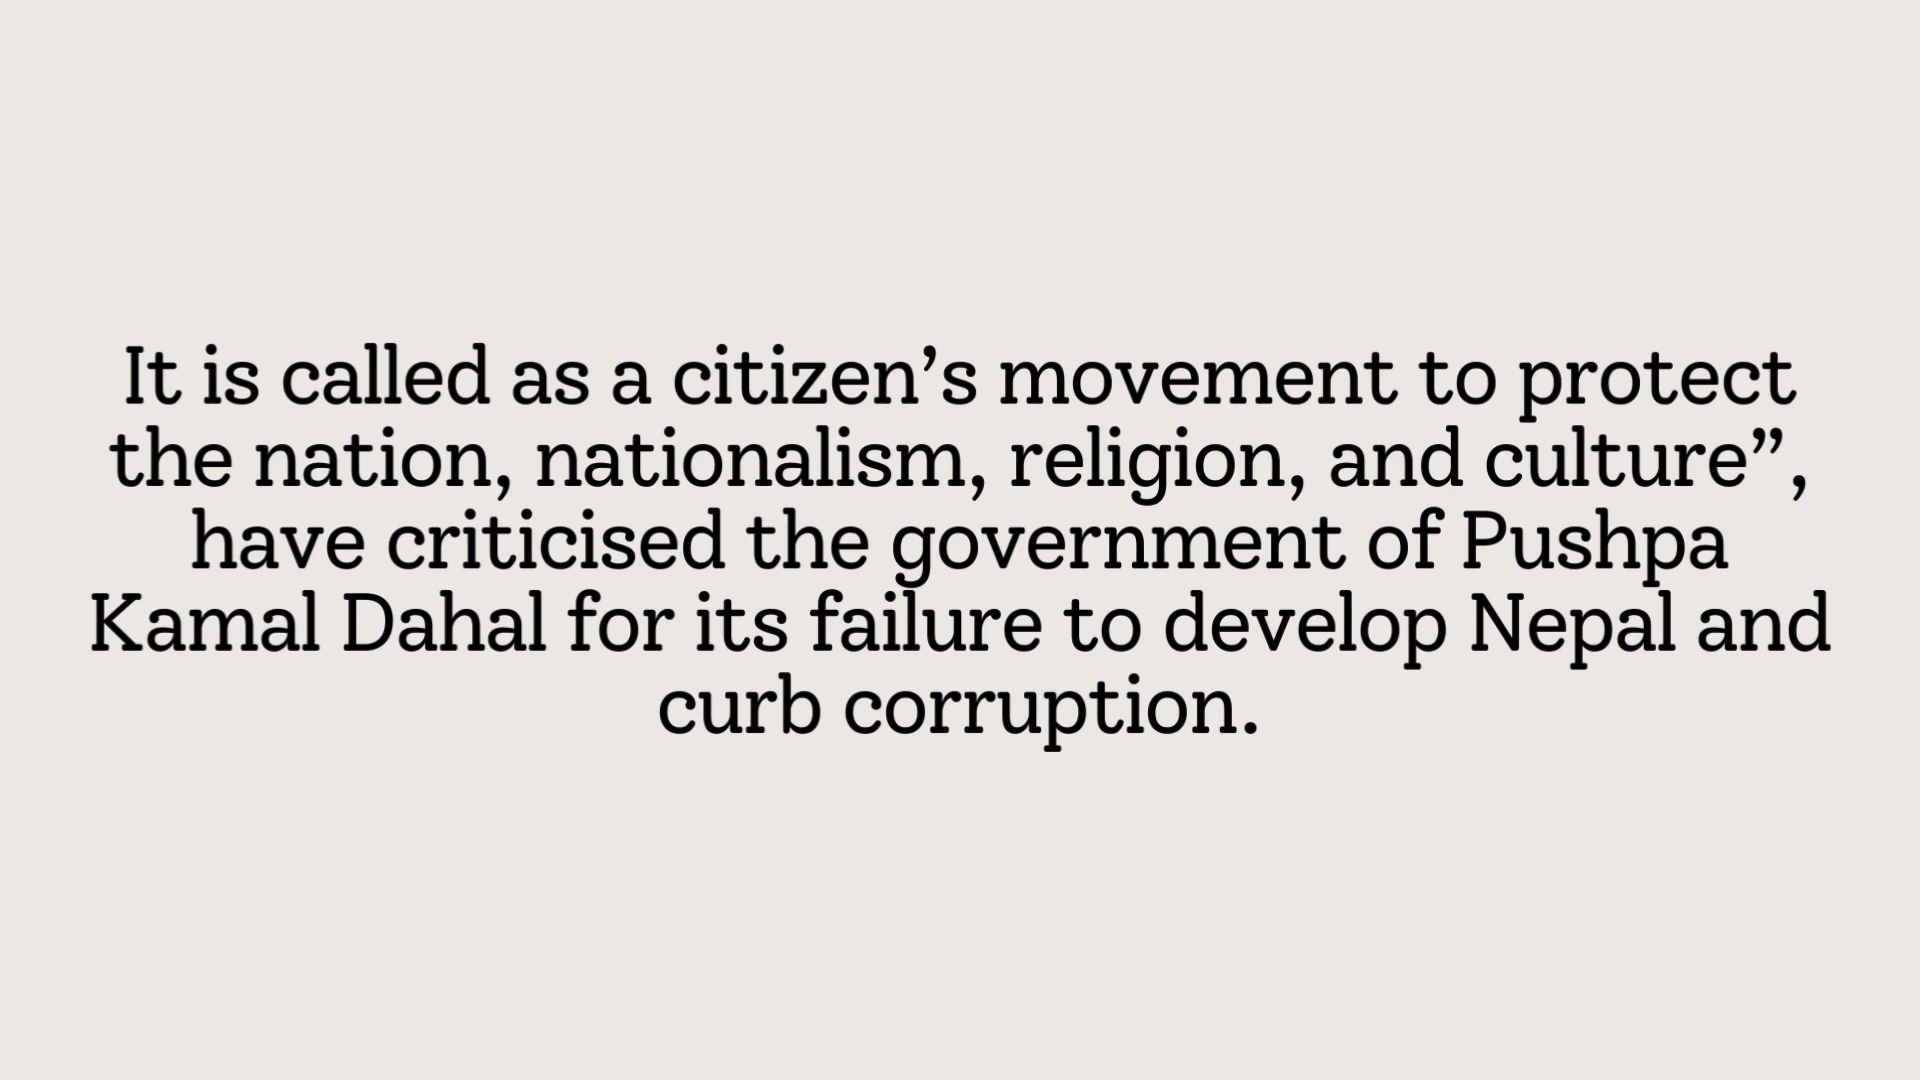 It is called as a citizen’s movement to protect
the nation, nationalism, religion, and culture”,
have criticised the government of Pushpa
Kamal Dahal for its failure to develop Nepal and
curb corruption.